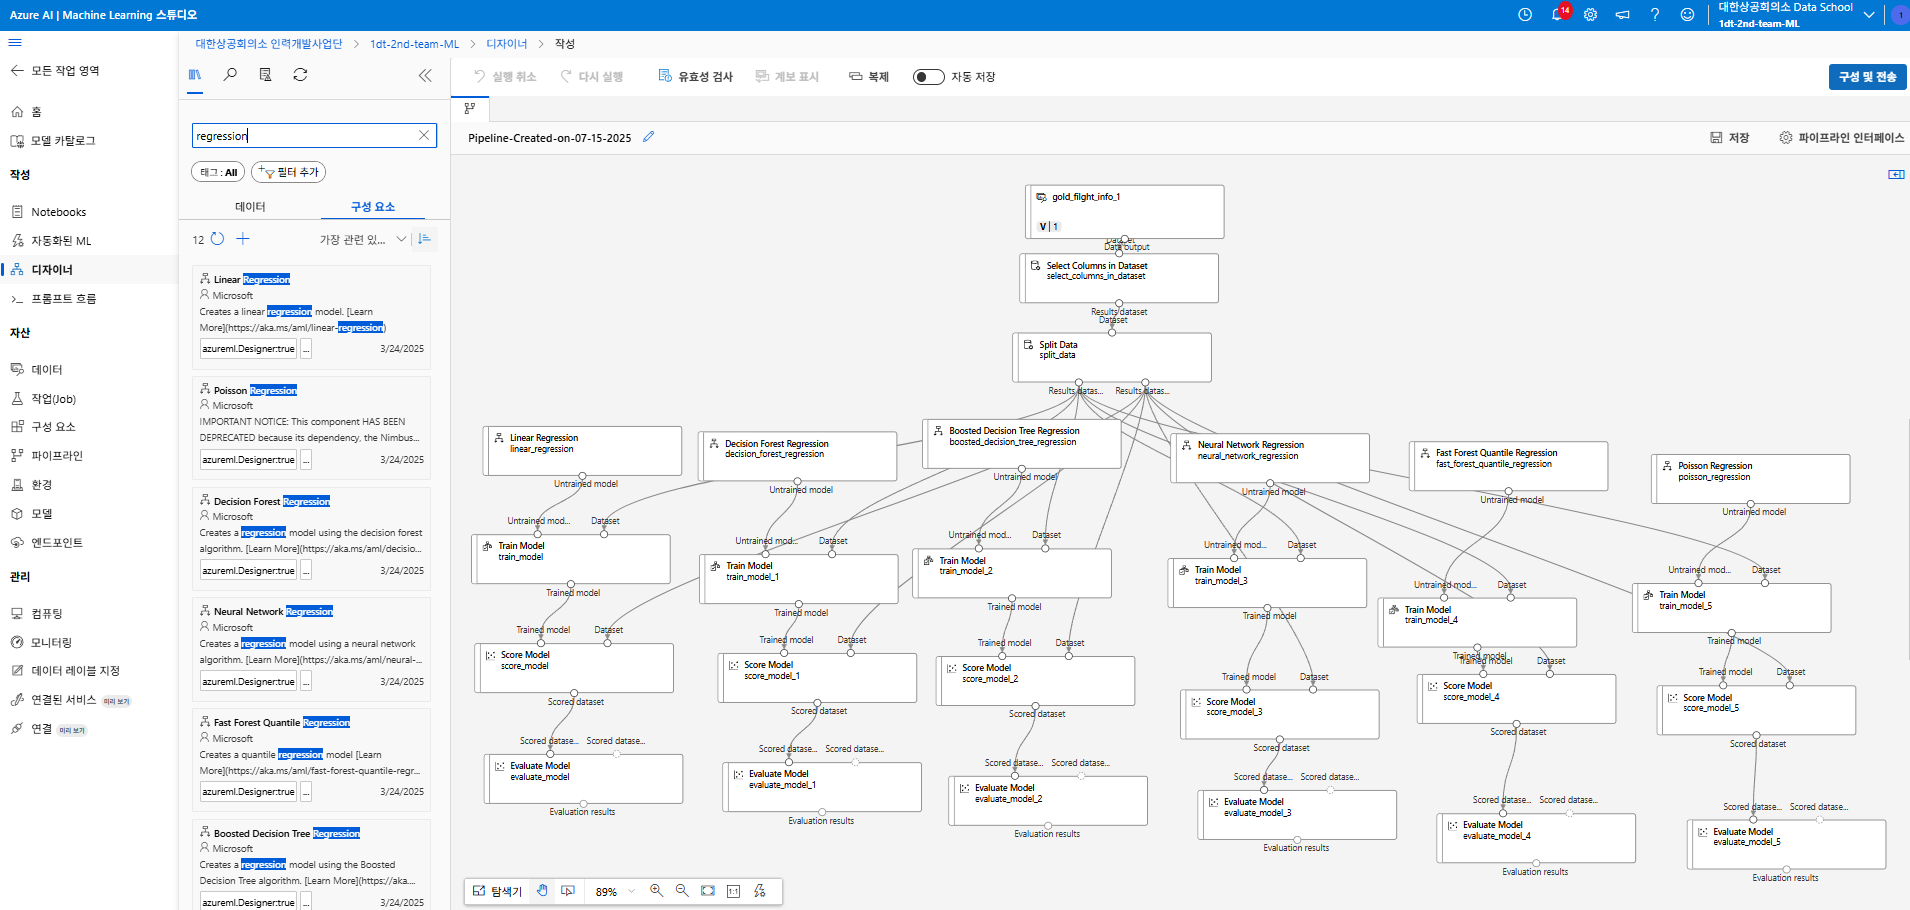 Azure AI | Machine Learning 스튜디오
14
대한상공회의소 Data School
1dt-2nd-team-ML
1
대한상공회의소 인력개발사업단 > 1dt-2nd-team-ML > 디자이너 > 작성
모든 작업 영역
홈
모델 카탈로그
작성
Notebooks
자동화된 ML
디자이너
프롬프트 흐름
자산
데이터
작업(Job)
구성 요소
파이프라인
환경
모델
엔드포인트
관리
컴퓨팅
모니터링
데이터 레이블 지정
연결된 서비스 미리 보기
연결 미리 보기
regression
태그 : All
필터 추가
데이터
구성 요소
12
가장 관련 있...
Linear Regression
Microsoft
Creates a linear regression model. [Learn
More](https://aka.ms/aml/linear-regression)
azureml.Designer:true
...
3/24/2025
Poisson Regression
Microsoft
IMPORTANT NOTICE: This component HAS BEEN
DEPRECATED because its dependency, the Nimbus...
azureml.Designer:true
...
3/24/2025
Decision Forest Regression
Microsoft
Creates a regression model using the decision forest
algorithm. [Learn More](https://aka.ms/aml/decisio...
azureml.Designer:true
...
3/24/2025
Neural Network Regression
Microsoft
Creates a regression model using a neural network
algorithm. [Learn More](https://aka.ms/aml/neural-...
azureml.Designer:true
...
3/24/2025
Fast Forest Quantile Regression
Microsoft
Creates a quantile regression model [Learn
More](https://aka.ms/aml/fast-forest-quantile-regr...
azureml.Designer:true
...
3/24/2025
Boosted Decision Tree Regression
Microsoft
Creates a regression model using the Boosted
Decision Tree algorithm. [Learn More](https://aka....
azureml.Designer:true
...
3/24/2025
실행 취소
다시 실행
유효성 검사
계보 표시
복제
자동 저장
구성 및 전송
Pipeline-Created-on-07-15-2025
저장
파이프라인 인터페이스
gold_filght_info_1
V | 1
Data output
Dataset
Select Columns in Dataset
select_columns_in_dataset
Results dataset
Dataset
Split Data
split_data
Results datas...
Results datas...
Linear Regression
linear_regression
Untrained model
Decision Forest Regression
decision_forest_regression
Untrained model
Boosted Decision Tree Regression
boosted_decision_tree_regression
Untrained model
Neural Network Regression
neural_network_regression
Untrained model
Fast Forest Quantile Regression
fast_forest_quantile_regression
Untrained model
Poisson Regression
poisson_regression
Untrained model
Untrained mod...
Dataset
Train Model
train_model
Trained model
Untrained mod...
Dataset
Train Model
train_model_1
Trained model
Untrained mod...
Dataset
Train Model
train_model_2
Trained model
Untrained mod...
Dataset
Train Model
train_model_3
Trained model
Untrained mod...
Dataset
Train Model
train_model_4
Trained model
Untrained mod...
Dataset
Train Model
train_model_5
Trained model
Trained model
Dataset
Score Model
score_model
Scored dataset
Trained model
Dataset
Score Model
score_model_1
Scored dataset
Trained model
Dataset
Score Model
score_model_2
Scored dataset
Trained model
Dataset
Score Model
score_model_3
Scored dataset
Trained model
Dataset
Score Model
score_model_4
Scored dataset
Trained model
Dataset
Score Model
score_model_5
Scored dataset
Scored datase...
Scored datase...
Evaluate Model
evaluate_model
Evaluation results
Scored datase...
Scored datase...
Evaluate Model
evaluate_model_1
Evaluation results
Scored datase...
Scored datase...
Evaluate Model
evaluate_model_2
Evaluation results
Scored datase...
Scored datase...
Evaluate Model
evaluate_model_3
Evaluation results
Scored datase...
Scored datase...
Evaluate Model
evaluate_model_4
Evaluation results
Scored datase...
Scored datase...
Evaluate Model
evaluate_model_5
Evaluation results
탐색기
89%
1:1